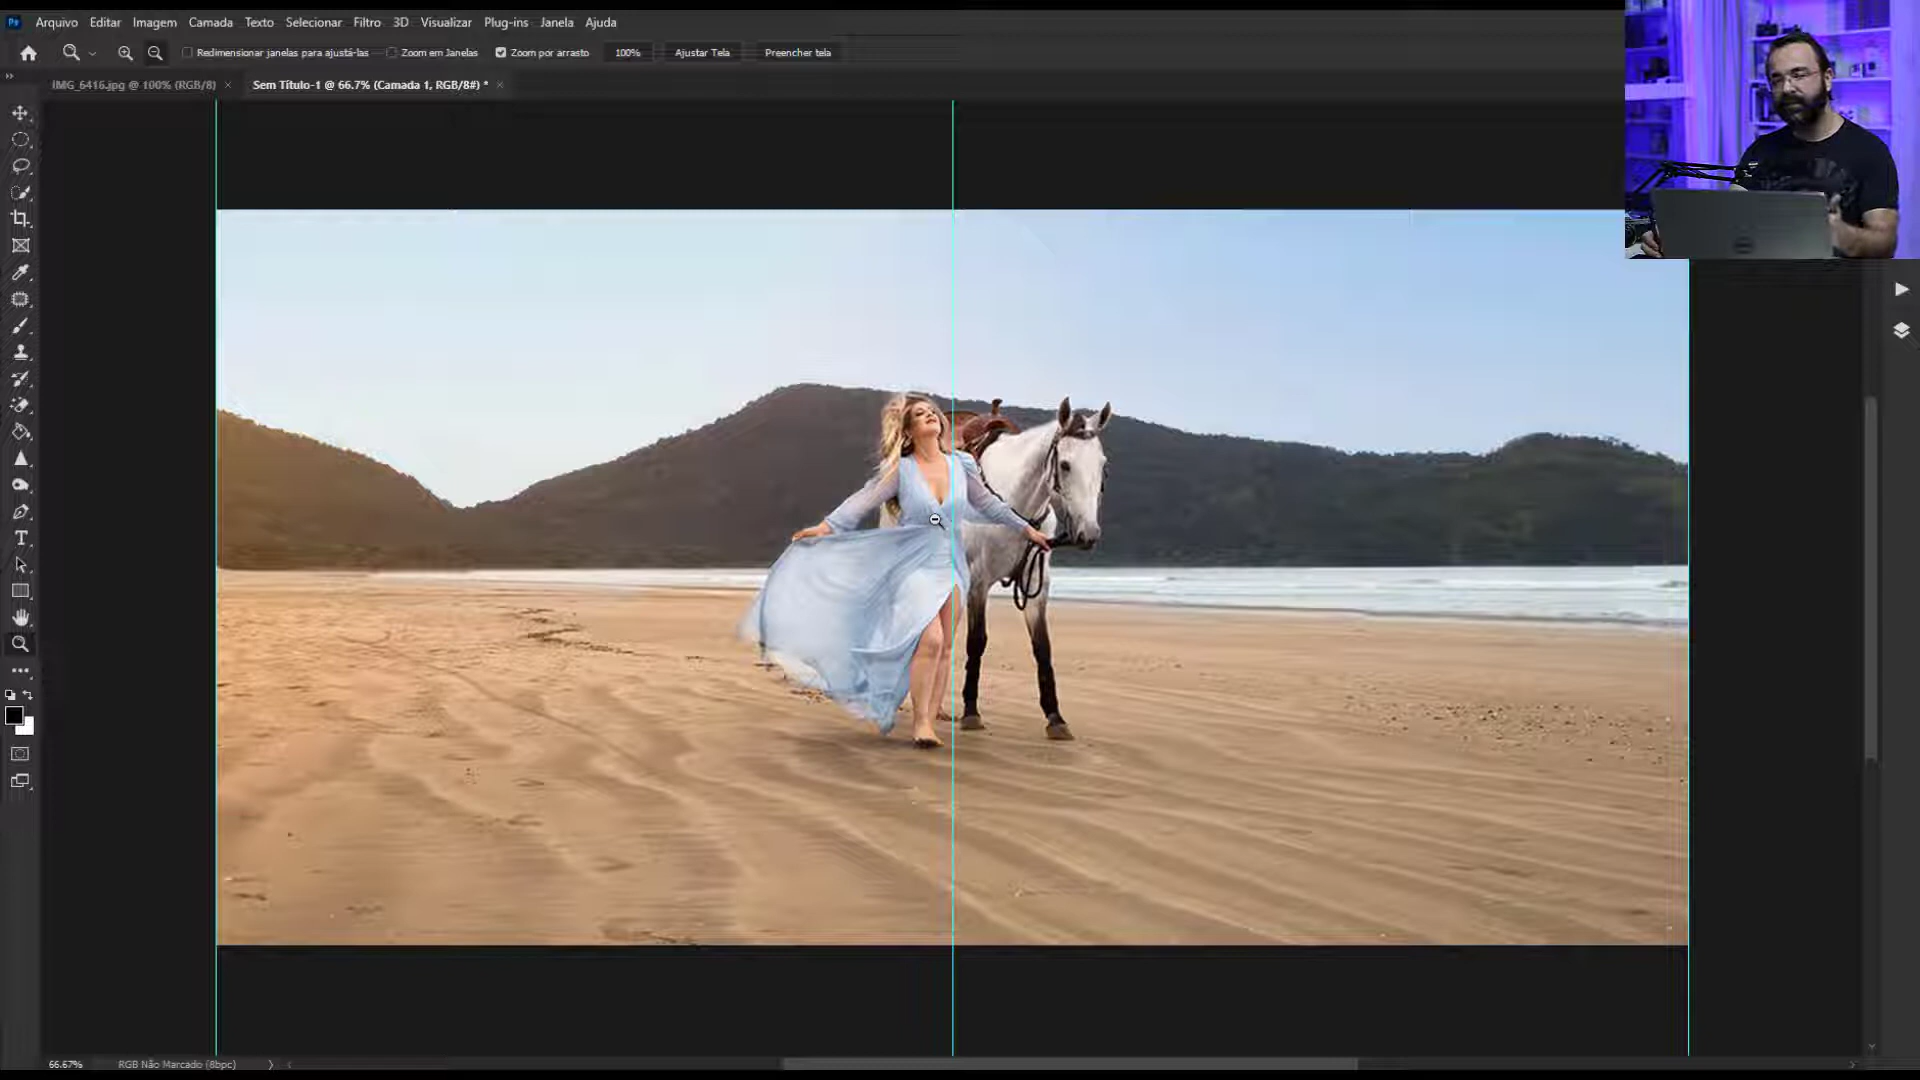 Ps Arquivo Editar Imagem Camada Texto Selecionar Filtro 3D Visualizar Plug-ins Janela Ajuda
Redimensionar janelas para ajustá-las Zoom em Janelas Zoom por arrasto 100% Ajustar Tela Preencher tela
IMG_6416.jpg @ 100% (RGB/8) × Sem Título-1 @ 66.7% (Camada 1, RGB/8#) * ×
66.67% RGB Não Marcado (8bpc)